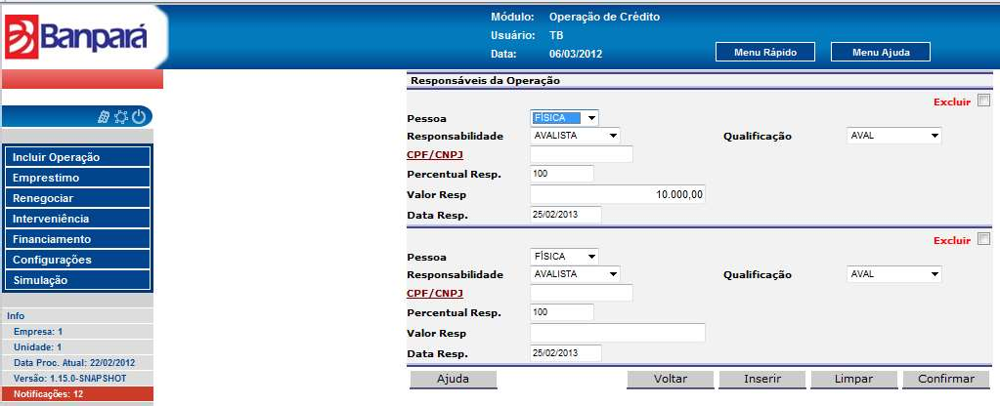 Banpará
Módulo: Operação de Crédito
Usuário: TB
Data: 06/03/2012
Menu Rápido Menu Ajuda
Incluir Operação
Emprestimo
Renegociar
Interveniência
Financiamento
Configurações
Simulação
Info
Empresa: 1
Unidade: 1
Data Proc. Atual: 22/02/2012
Versão: 1.15.0-SNAPSHOT
Notificações: 12
Responsáveis da Operação
Excluir
Pessoa FÍSICA
Responsabilidade AVALISTA Qualificação AVAL
CPF/CNPJ
Percentual Resp. 100
Valor Resp 10.000,00
Data Resp. 25/02/2013
Excluir
Pessoa FÍSICA
Responsabilidade AVALISTA Qualificação AVAL
CPF/CNPJ
Percentual Resp. 100
Valor Resp
Data Resp. 25/02/2013
Ajuda Voltar Inserir Limpar Confirmar